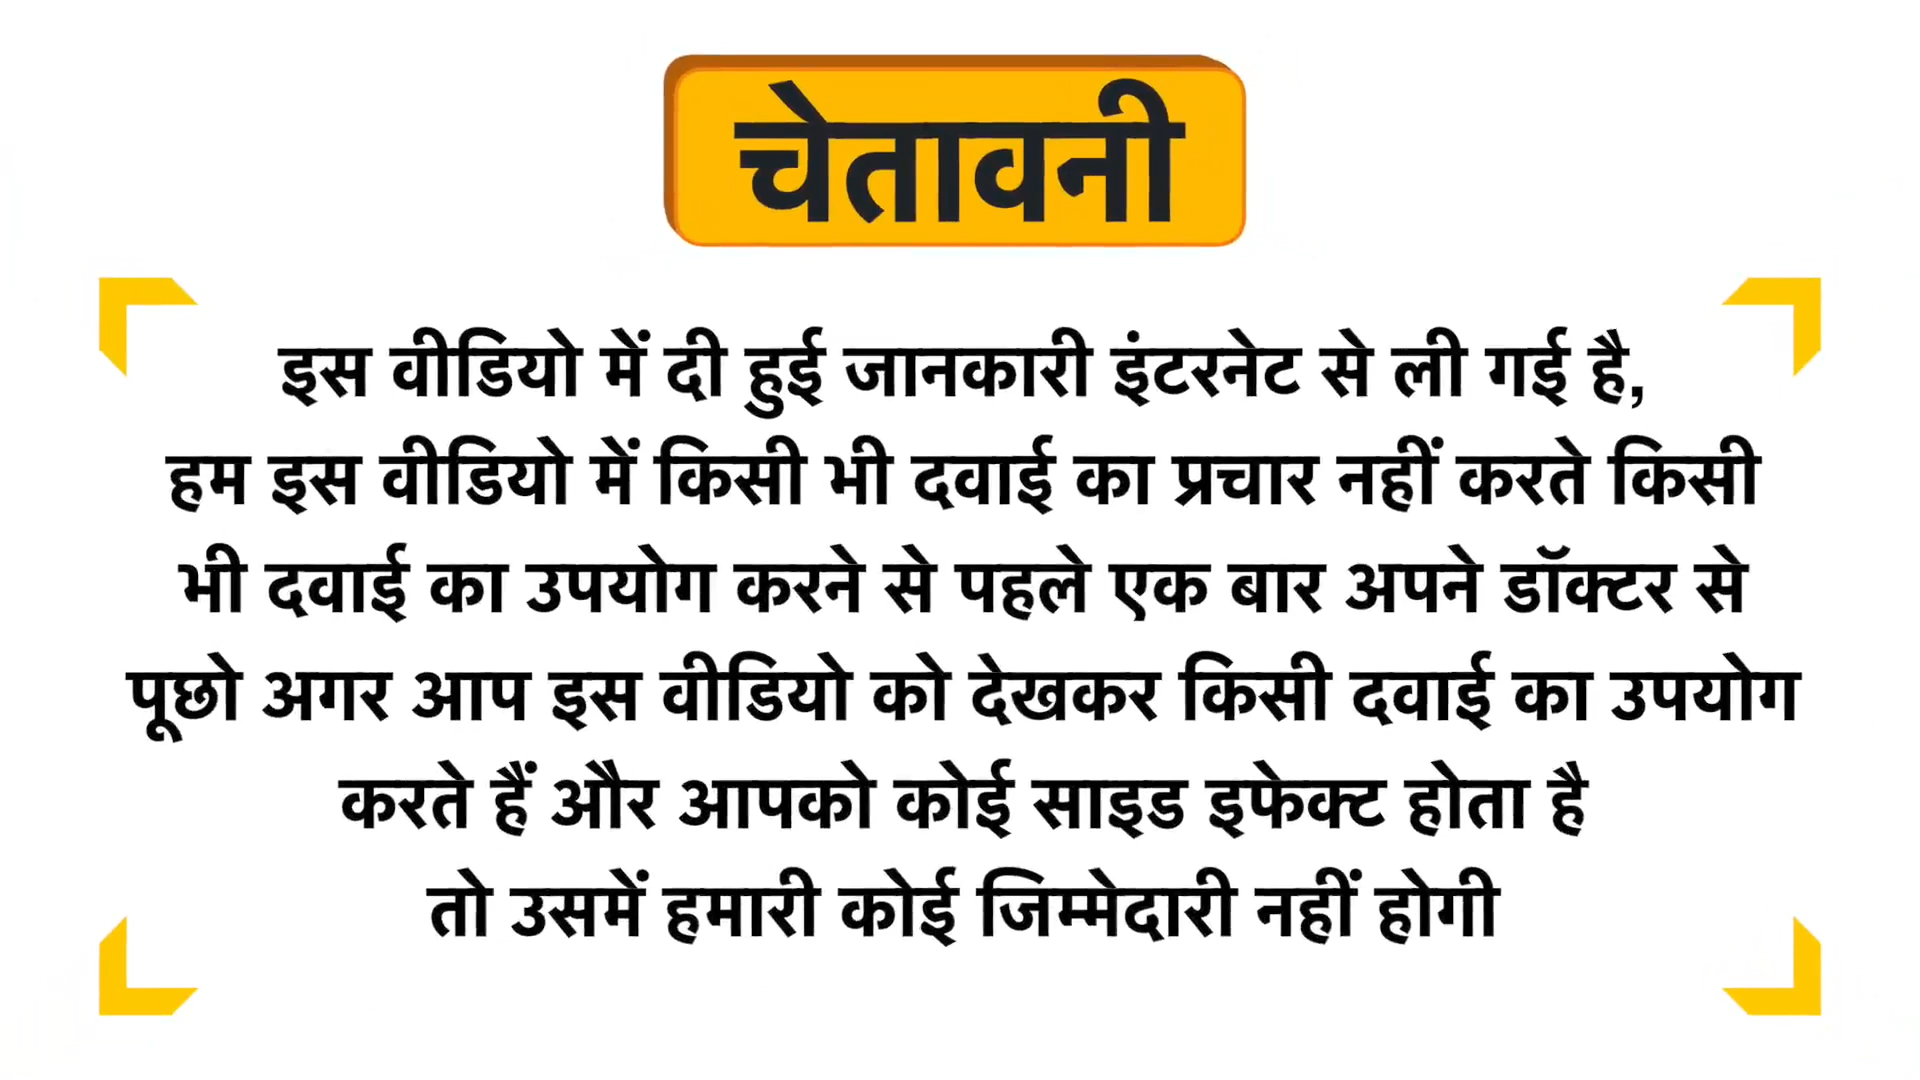 चेतावनी
इस वीडियो में दी हुई जानकारी इंटरनेट से ली गई है,
हम इस वीडियो में किसी भी दवाई का प्रचार नहीं करते किसी
भी दवाई का उपयोग करने से पहले एक बार अपने डॉक्टर से
पूछो अगर आप इस वीडियो को देखकर किसी दवाई का उपयोग
करते हैं और आपको कोई साइड इफेक्ट होता है
तो उसमें हमारी कोई जिम्मेदारी नहीं होगी